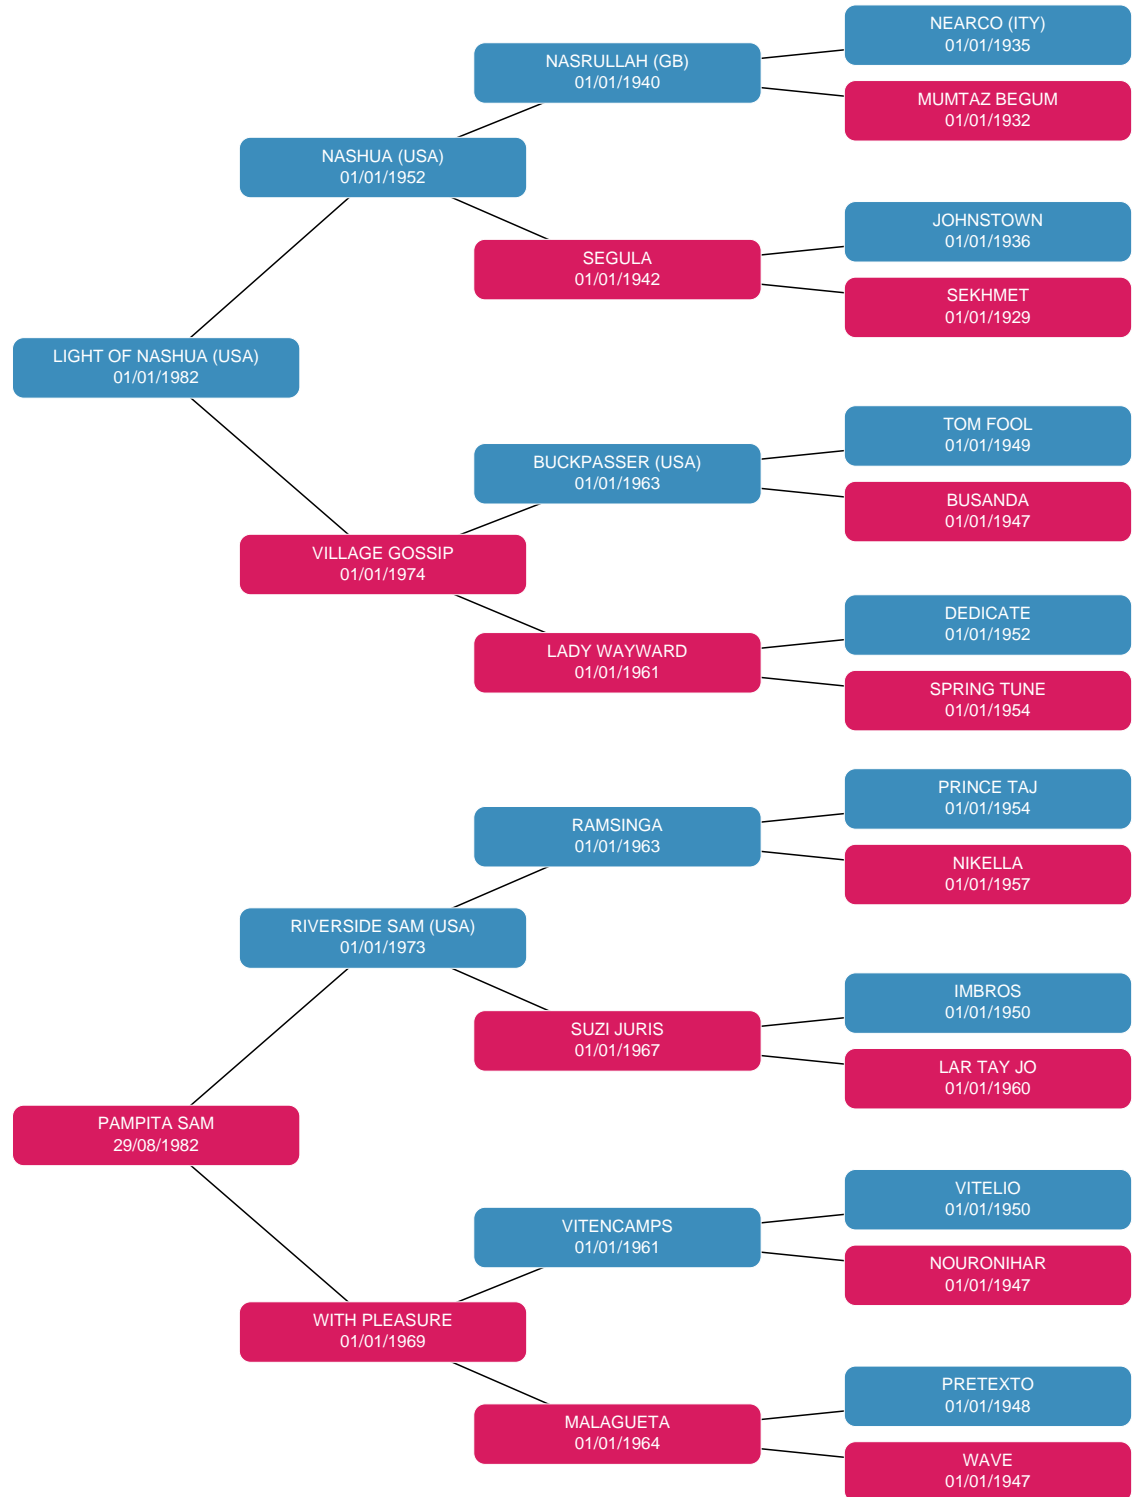 NEARCO (ITY)
01/01/1935
NASRULLAH (GB)
01/01/1940
MUMTAZ BEGUM
01/01/1932
NASHUA (USA)
01/01/1952
JOHNSTOWN
01/01/1936
SEGULA
01/01/1942
SEKHMET
01/01/1929
LIGHT OF NASHUA (USA)
01/01/1982
TOM FOOL
01/01/1949
BUCKPASSER (USA)
01/01/1963
BUSANDA
01/01/1947
VILLAGE GOSSIP
01/01/1974
DEDICATE
01/01/1952
LADY WAYWARD
01/01/1961
SPRING TUNE
01/01/1954
PRINCE TAJ
01/01/1954
RAMSINGA
01/01/1963
NIKELLA
01/01/1957
RIVERSIDE SAM (USA)
01/01/1973
IMBROS
01/01/1950
SUZI JURIS
01/01/1967
LAR TAY JO
01/01/1960
PAMPITA SAM
29/08/1982
VITELIO
01/01/1950
VITENCAMPS
01/01/1961
NOURONIHAR
01/01/1947
WITH PLEASURE
01/01/1969
PRETEXTO
01/01/1948
MALAGUETA
01/01/1964
WAVE
01/01/1947